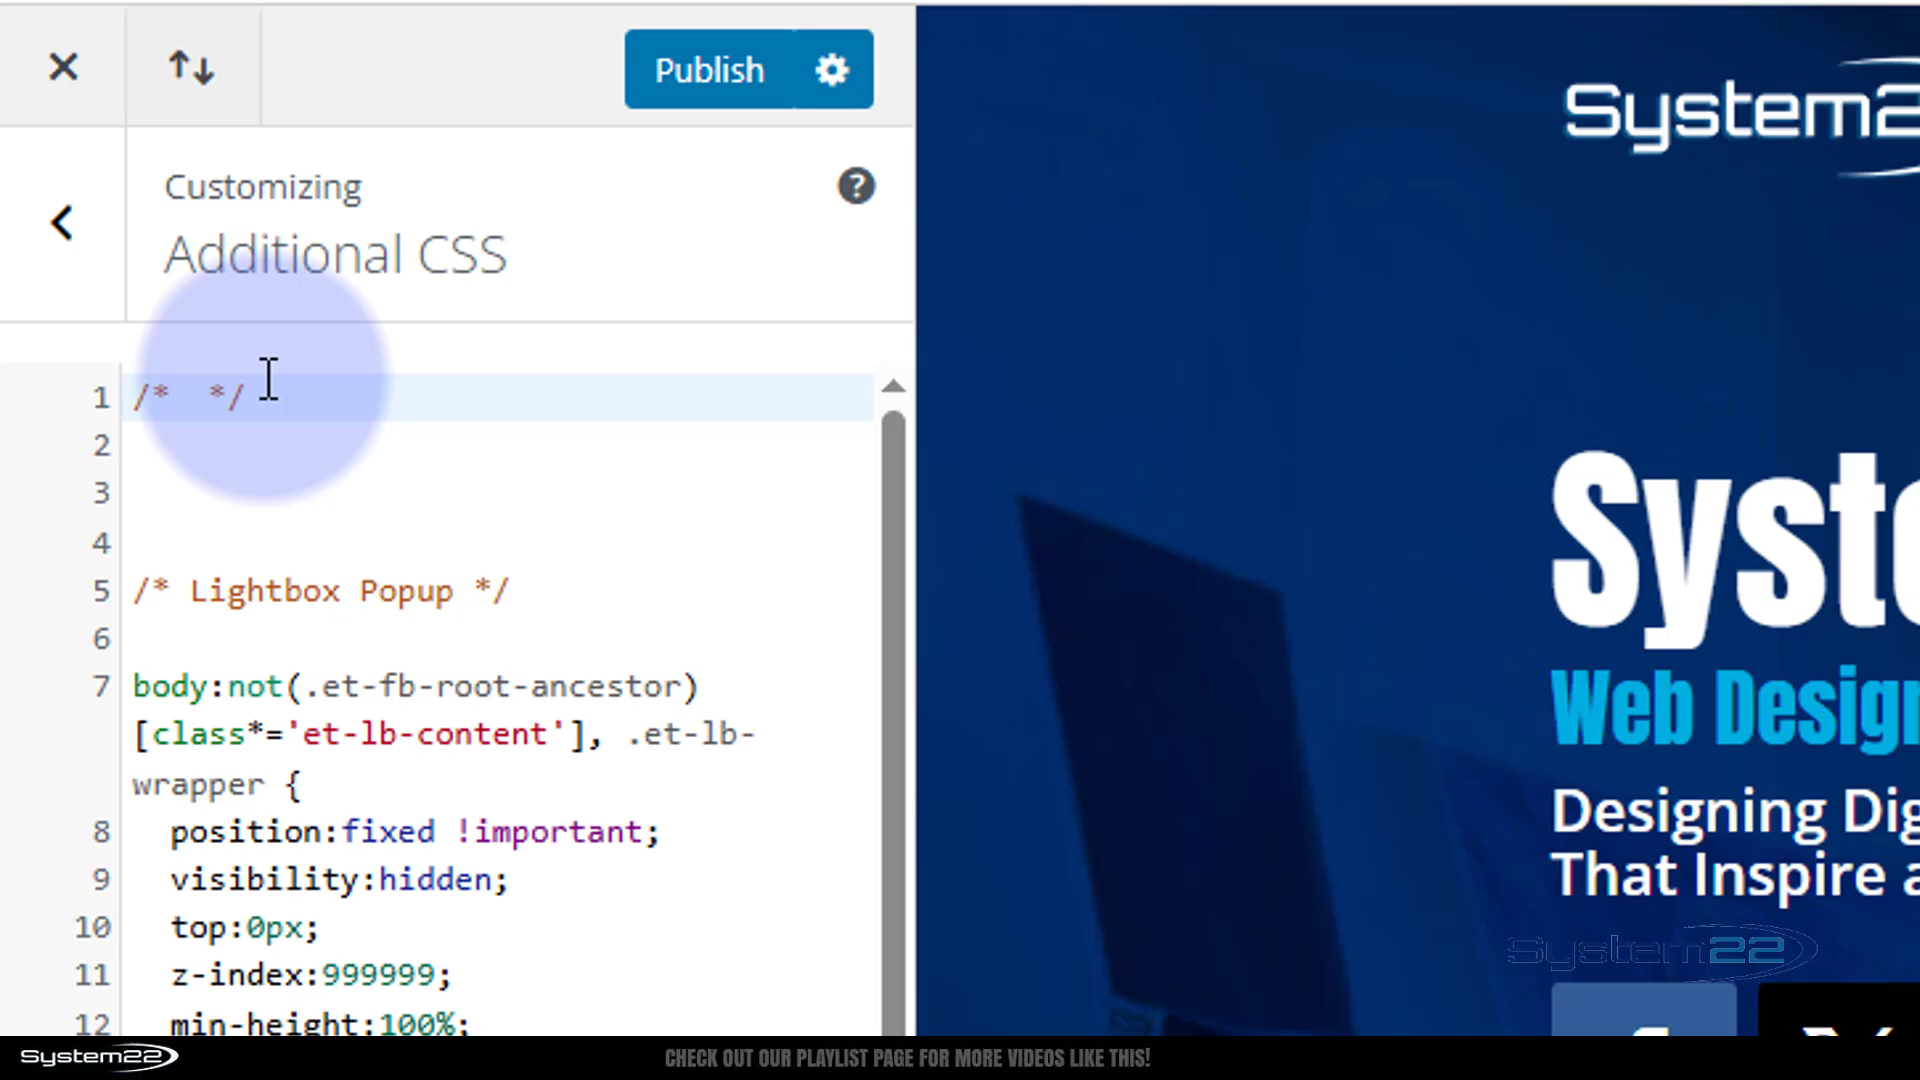 Publish
System2
Customizing
Additional CSS
1 /*  */
2
3
4
5 /* Lightbox Popup */
6
7 body:not(.et-fb-root-ancestor)
[class*='et-lb-content'], .et-lb-
wrapper {
8 position:fixed !important;
9 visibility:hidden;
10 top:0px;
11 z-index:999999;
12 min-height:100%;
Syste
Web Design
Designing Dig
That Inspire a
System22
System22
CHECK OUT OUR PLAYLIST PAGE FOR MORE VIDEOS LIKE THIS!